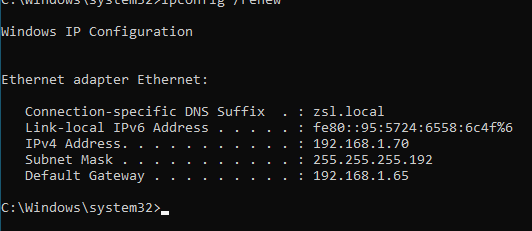 C:\Windows\system32>ipconfig /renew
Windows IP Configuration
Ethernet adapter Ethernet:
Connection-specific DNS Suffix  . : zsl.local
Link-local IPv6 Address . . . . . : fe80::95:5724:6558:6c4f%6
IPv4 Address. . . . . . . . . . . : 192.168.1.70
Subnet Mask . . . . . . . . . . . : 255.255.255.192
Default Gateway . . . . . . . . . : 192.168.1.65
C:\Windows\system32>